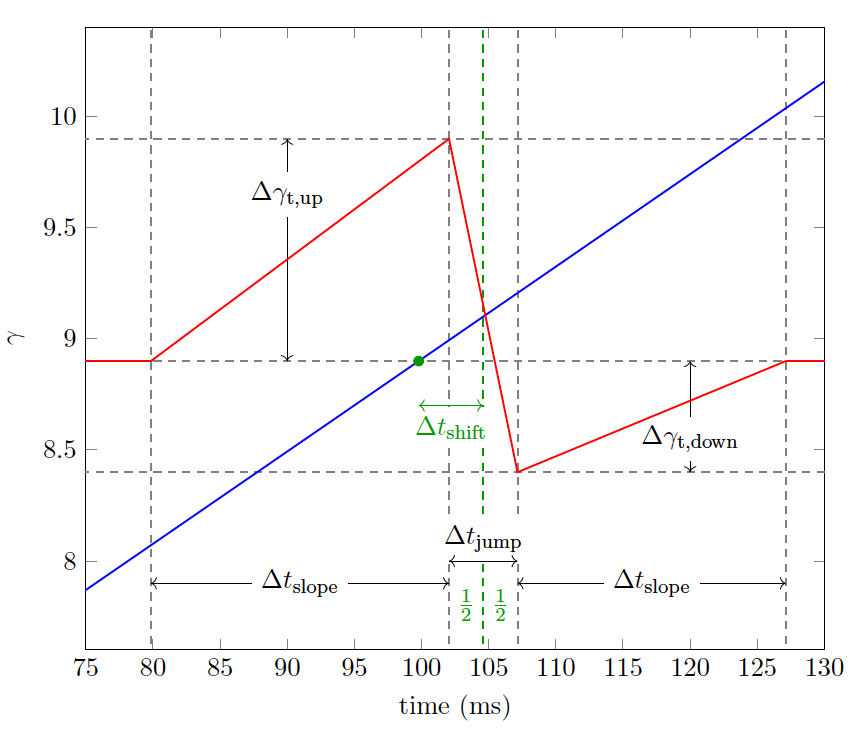 10
Δγt,up
9.5
9
γ
Δtshift
Δγt,down
8.5
Δtjump
8
Δtslope
Δtslope
1/2 1/2
75 80 85 90 95 100 105 110 115 120 125 130
time (ms)